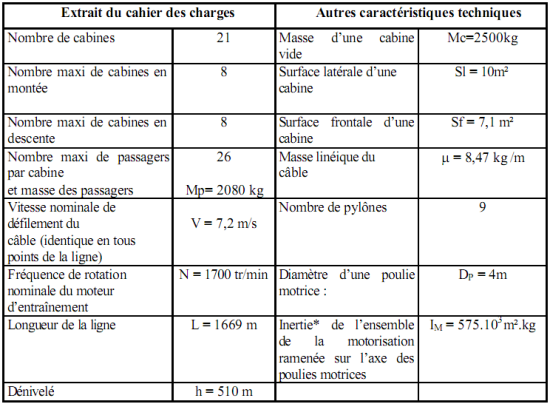 Extrait du cahier des charges
Autres caractéristiques techniques
Nombre de cabines
21
Masse d'une cabine
vide
Mc=2500kg
Nombre maxi de cabines en
montée
8
Surface latérale d'une
cabine
Sl = 10m²
Nombre maxi de cabines en
descente
8
Surface frontale d'une
cabine
Sf = 7,1 m²
Nombre maxi de passagers
par cabine
et masse des passagers
26
Mp= 2080 kg
Masse linéique du
câble
μ = 8,47 kg /m
Vitesse nominale de
défilement du
câble (identique en tous
points de la ligne)
V = 7,2 m/s
Nombre de pylônes
9
Fréquence de rotation
nominale du moteur
d'entraînement
N = 1700 tr/min
Diamètre d'une poulie
motrice :
DP = 4m
Longueur de la ligne
L = 1669 m
Inertie* de l'ensemble
de la motorisation
ramenée sur l'axe des
poulies motrices
IM = 575.10³m².kg
Dénivelé
h = 510 m